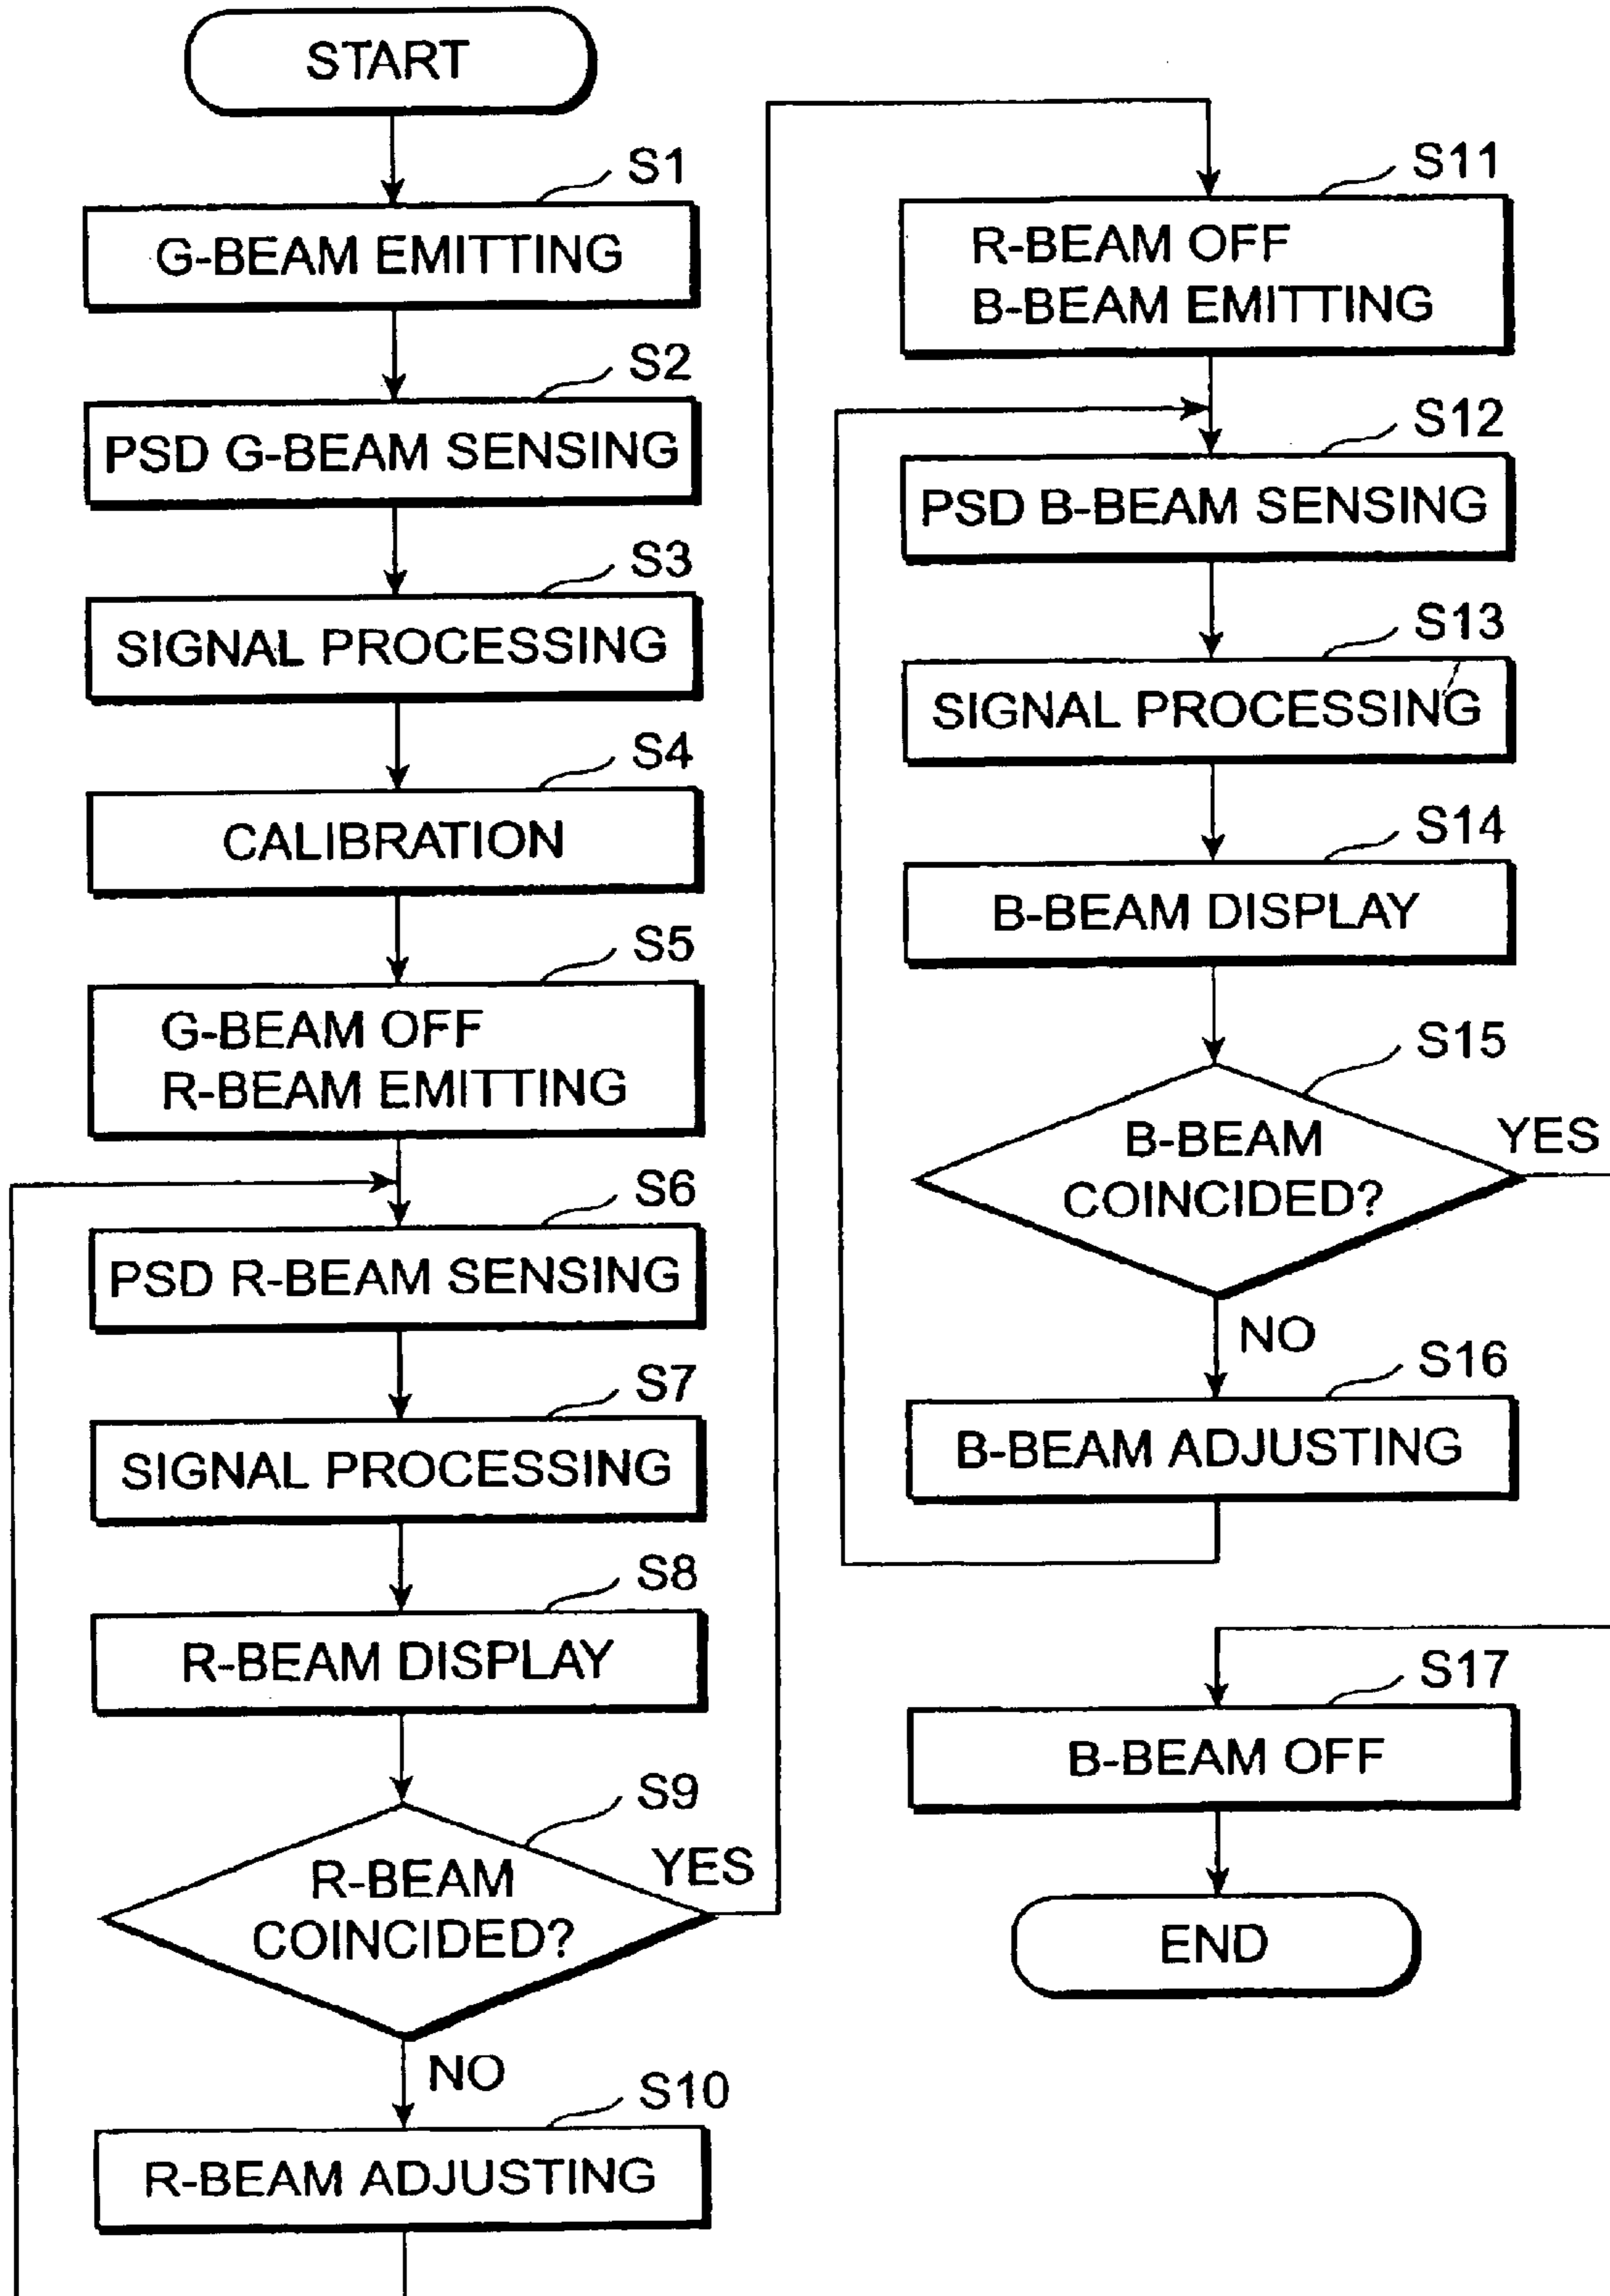 START
S1
G-BEAM EMITTING
S2
PSD G-BEAM SENSING
S3
SIGNAL PROCESSING
S4
CALIBRATION
S5
G-BEAM OFF
R-BEAM EMITTING
S6
PSD R-BEAM SENSING
S7
SIGNAL PROCESSING
S8
R-BEAM DISPLAY
S9
R-BEAM
COINCIDED?
YES
NO
S10
R-BEAM ADJUSTING
S11
R-BEAM OFF
B-BEAM EMITTING
S12
PSD B-BEAM SENSING
S13
SIGNAL PROCESSING
S14
B-BEAM DISPLAY
S15
B-BEAM
COINCIDED?
YES
NO
S16
B-BEAM ADJUSTING
S17
B-BEAM OFF
END